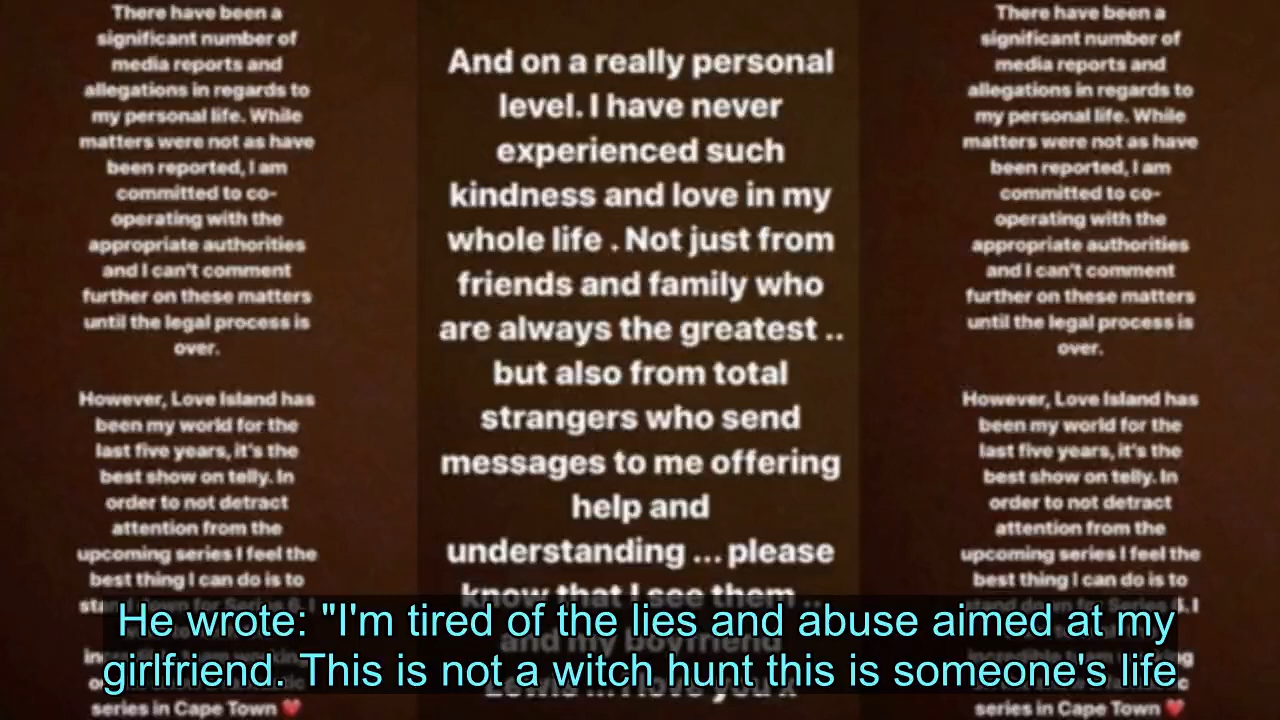 There have been a
significant number of
media reports and
allegations in regards to
my personal life. While
matters were not as have
been reported, I am
committed to co-
operating with the
appropriate authorities
and I can't comment
further on these matters
until the legal process is
over.
However, Love Island has
been my world for the
last five years, it's the
best show on telly. In
order to not detract
attention from the
upcoming series I feel the
best thing I can do is to
series in Cape Town ❤️
And on a really personal
level. I have never
experienced such
kindness and love in my
whole life . Not just from
friends and family who
are always the greatest ..
but also from total
strangers who send
messages to me offering
help and
understanding ... please
know that I see them ..
and my boyfriend
There have been a
significant number of
media reports and
allegations in regards to
my personal life. While
matters were not as have
been reported, I am
committed to co-
operating with the
appropriate authorities
and I can't comment
further on these matters
until the legal process is
over.
However, Love Island has
been my world for the
last five years, it's the
best show on telly. In
order to not detract
attention from the
upcoming series I feel the
best thing I can do is to
series in Cape Town ❤️
He wrote: "I'm tired of the lies and abuse aimed at my
girlfriend. This is not a witch hunt this is someone's life